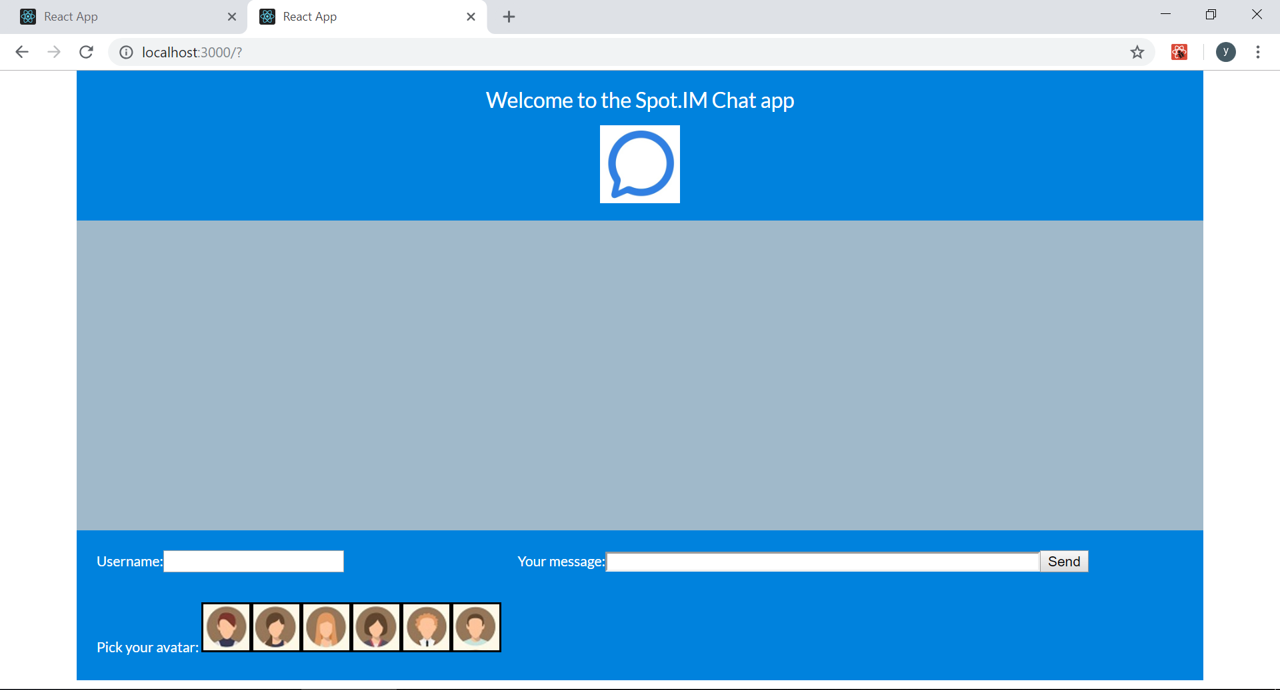 React App
React App
localhost:3000/?
y
Welcome to the Spot.IM Chat app
Username:
Your message:
Send
Pick your avatar: